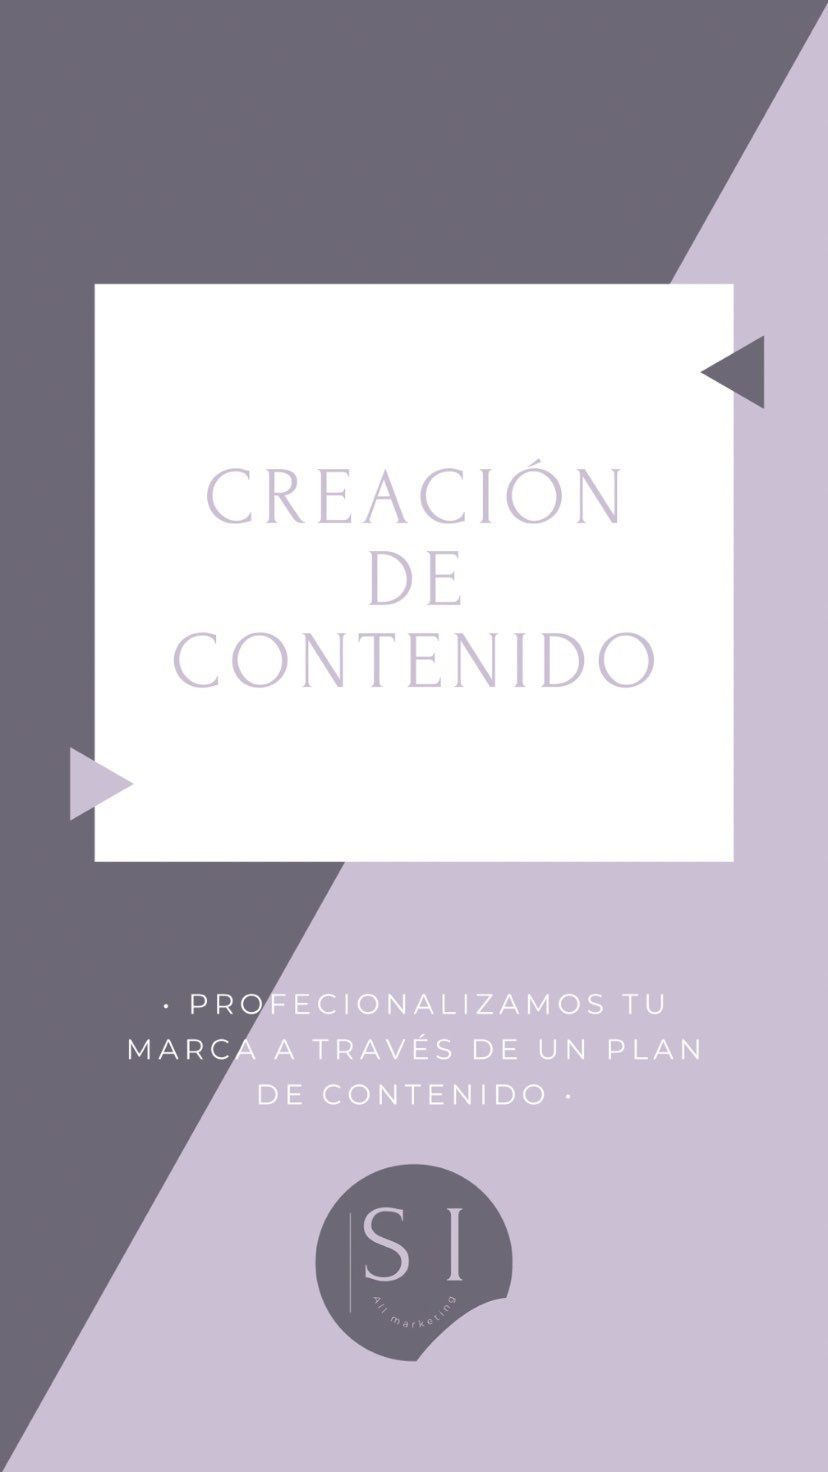 CREACIÓN
DE
CONTENIDO
• PROFECIONALIZAMOS TU
MARCA A TRAVÉS DE UN PLAN
DE CONTENIDO •
S I
All marketing